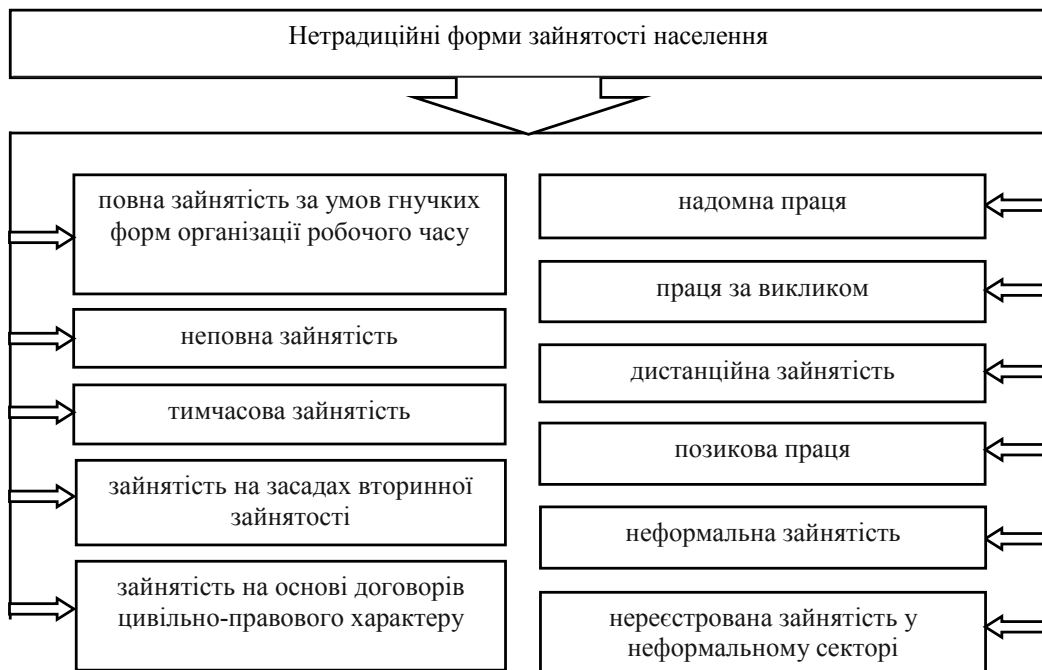 Нетрадиційні форми зайнятості населення
повна зайнятість за умов гнучких
форм організації робочого часу
неповна зайнятість
тимчасова зайнятість
зайнятість на засадах вторинної
зайнятості
зайнятість на основі договорів
цивільно-правового характеру
надомна праця
праця за викликом
дистанційна зайнятість
позикова праця
неформальна зайнятість
нереєстрована зайнятість у
неформальному секторі